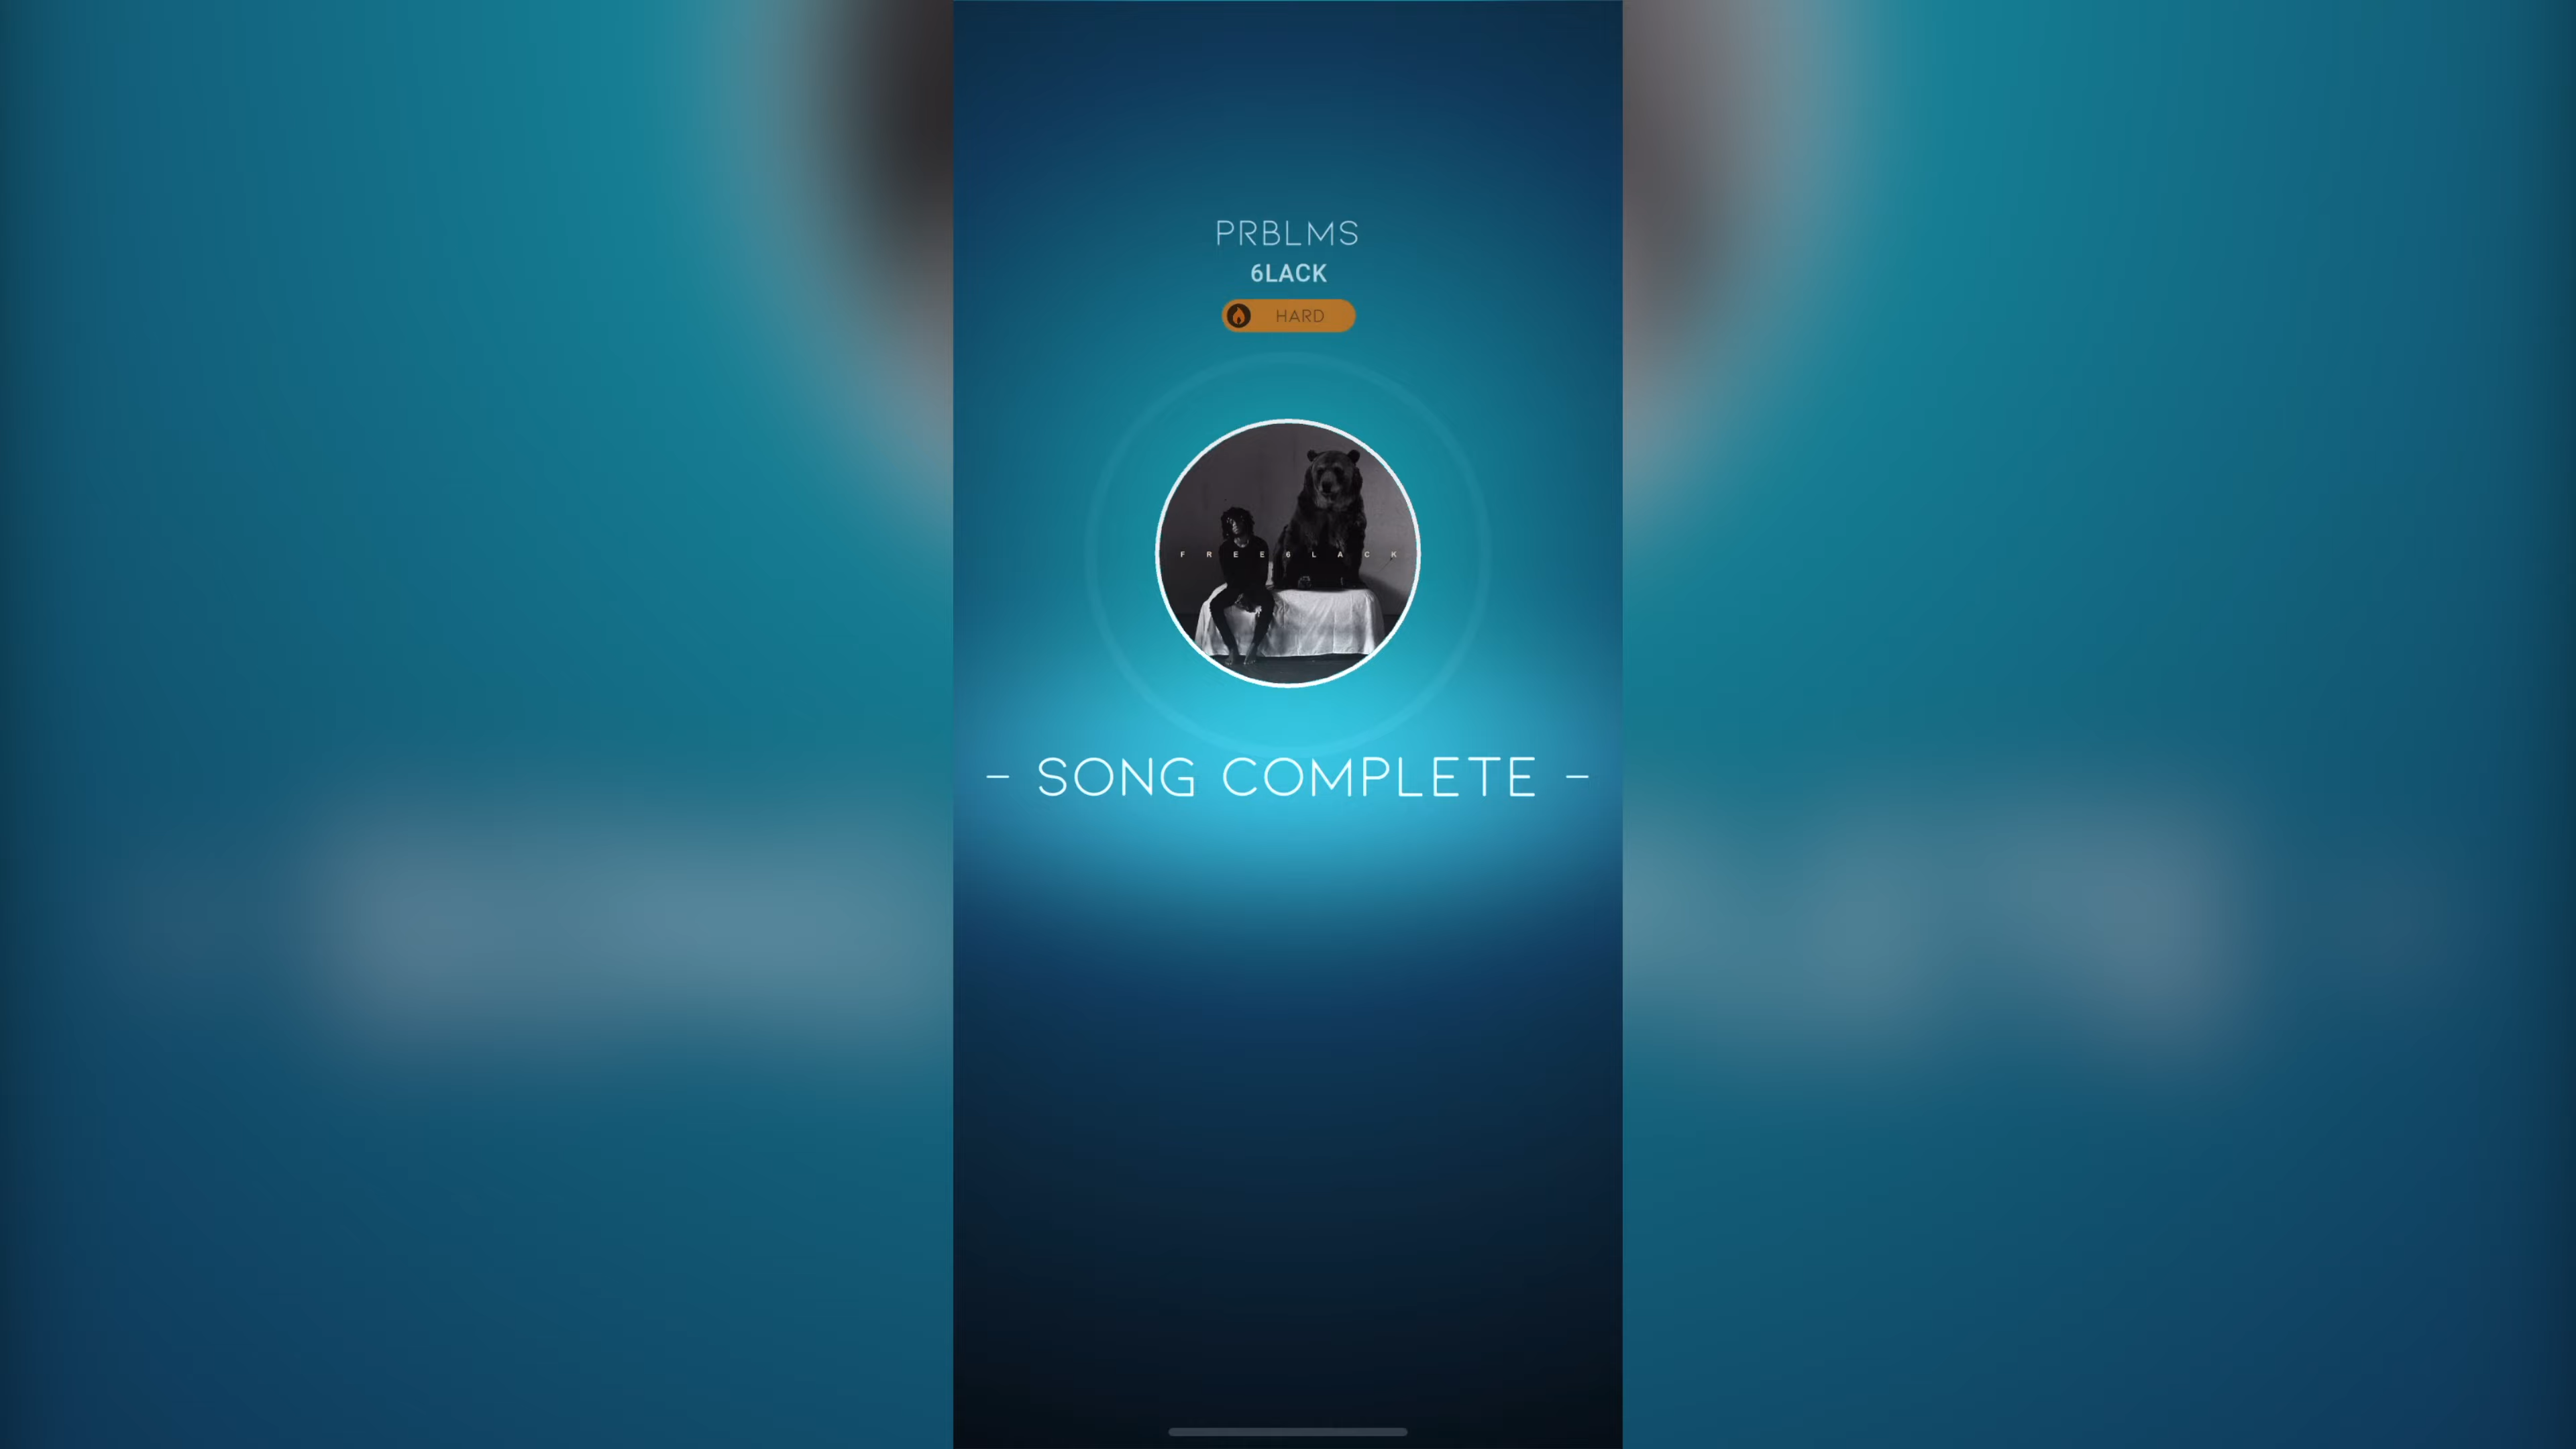 PRBLMS
6LACK
HARD
F R E E 6 L A C K
- SONG COMPLETE -